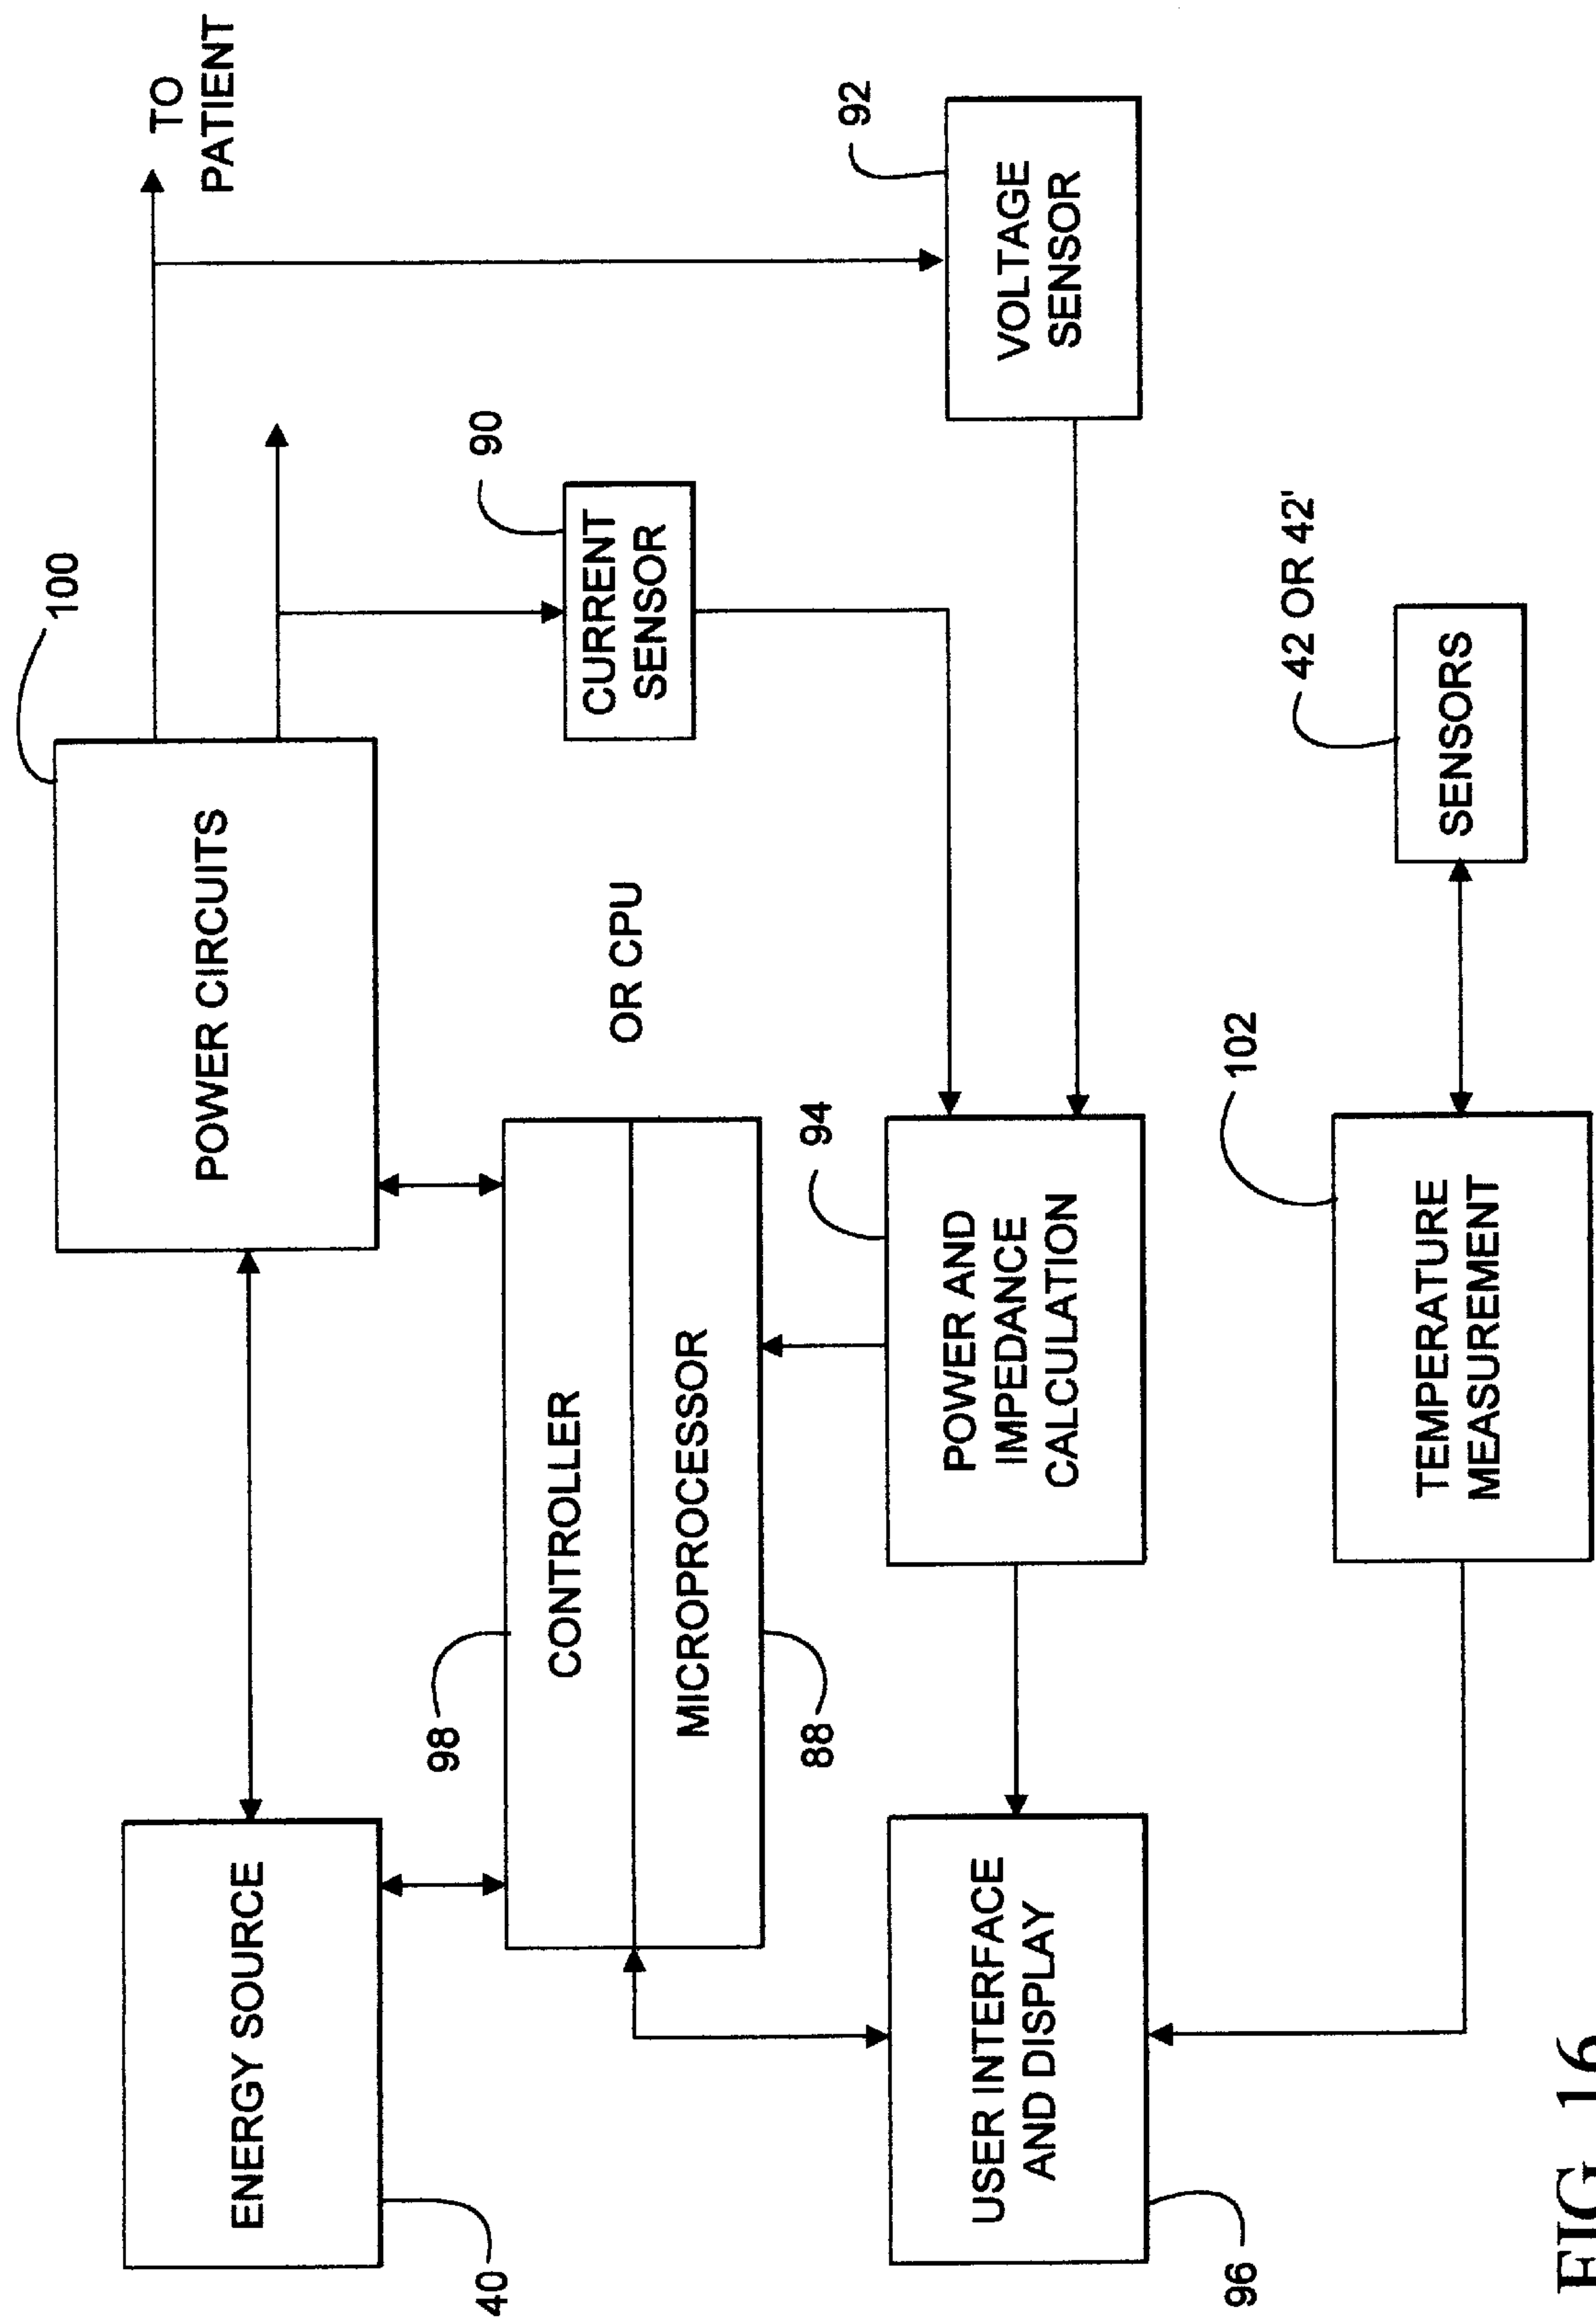 TO
PATIENT
100
POWER CIRCUITS
ENERGY SOURCE
40
90
CURRENT
SENSOR
92
VOLTAGE
SENSOR
OR CPU
98
CONTROLLER
MICROPROCESSOR
88
94
POWER AND
IMPEDANCE
CALCULATION
USER INTERFACE
AND DISPLAY
96
42 OR 42'
SENSORS
102
TEMPERATURE
MEASUREMENT
FIG. 16